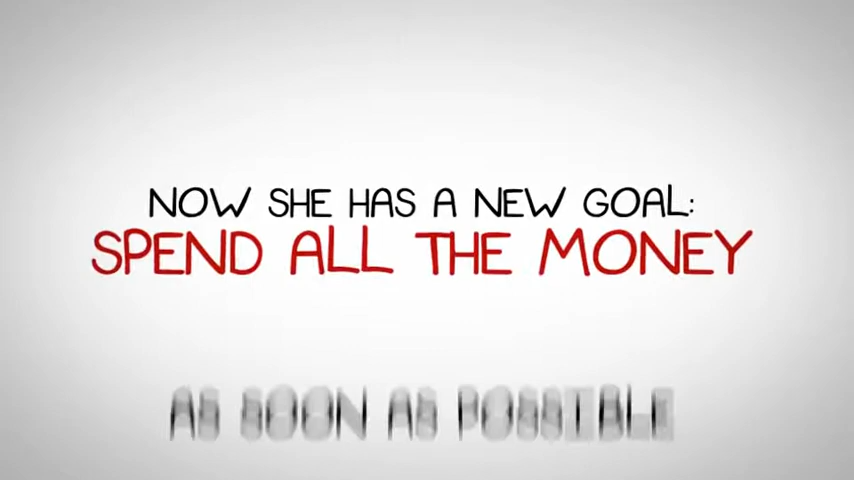 NOW SHE HAS A NEW GOAL:
SPEND ALL THE MONEY
AS SOON AS POSSIBLE